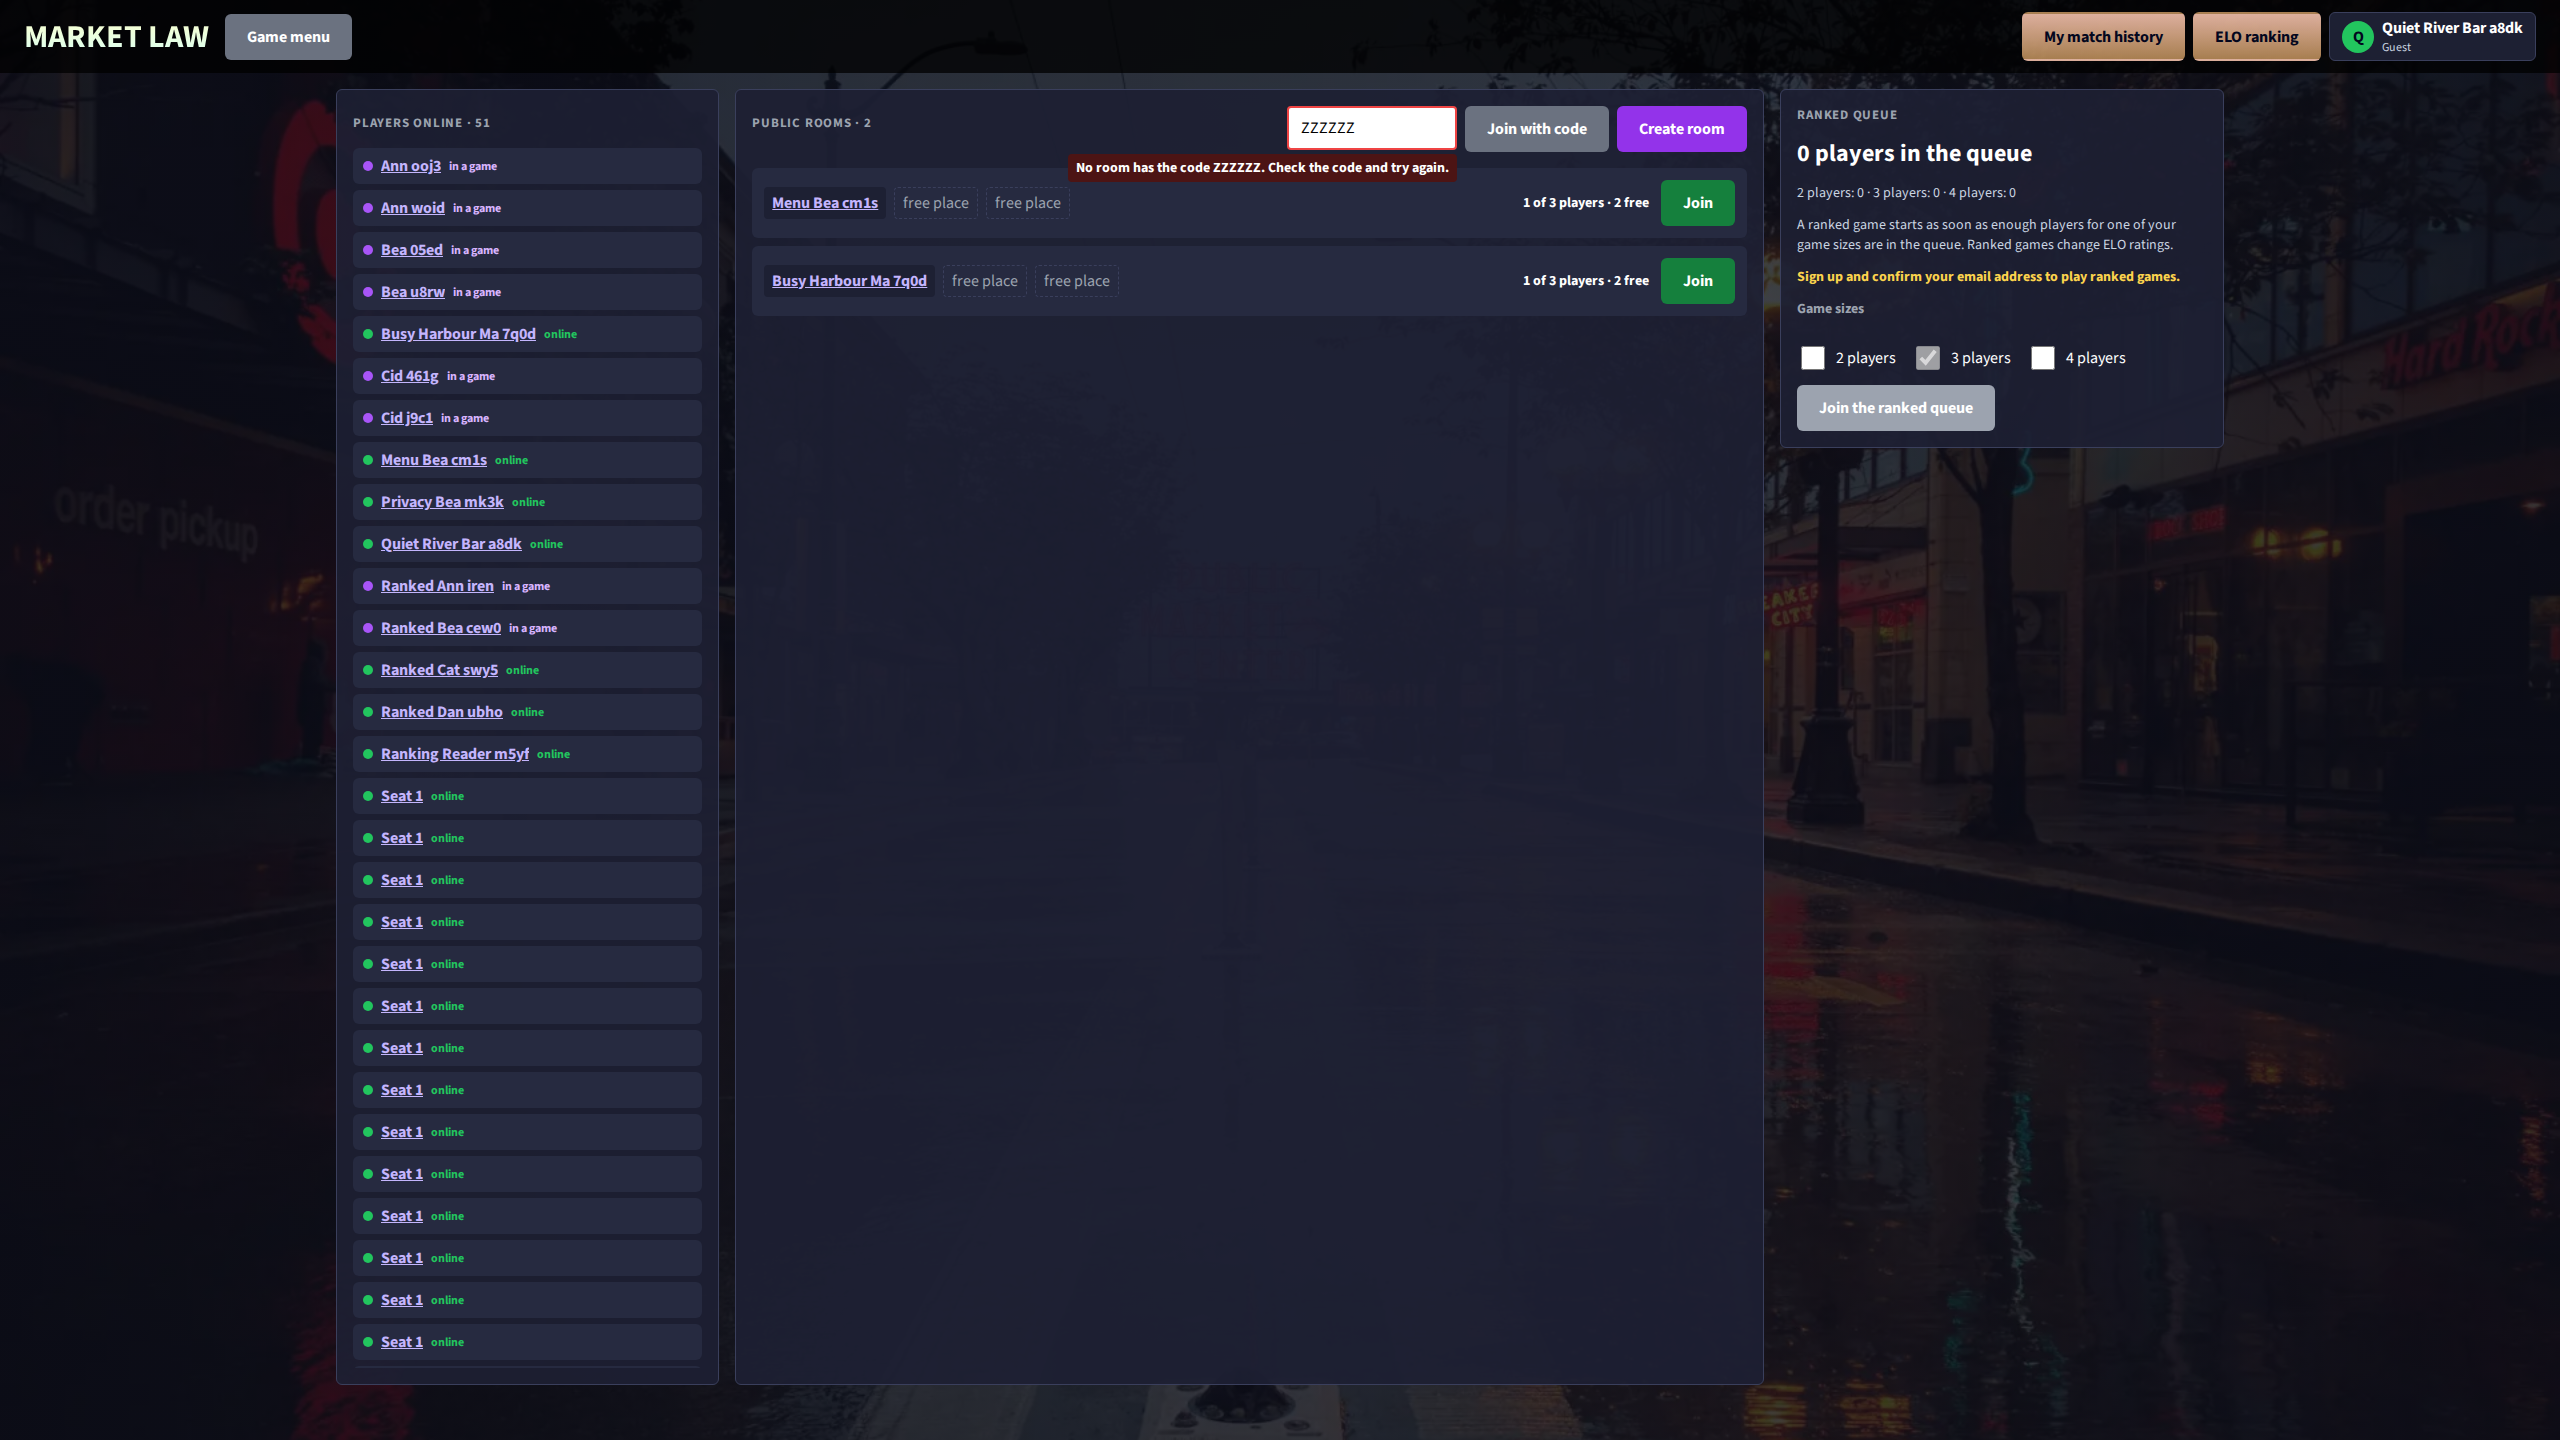 MARKET LAW
Game menu
My match history
ELO ranking
Q
Quiet River Bar a8dk
Guest
PLAYERS ONLINE · 51
Ann ooj3 in a game
Ann woid in a game
Bea 05ed in a game
Bea u8rw in a game
Busy Harbour Ma 7q0d online
Cid 461g in a game
Cid j9c1 in a game
Menu Bea cm1s online
Privacy Bea mk3k online
Quiet River Bar a8dk online
Ranked Ann iren in a game
Ranked Bea cew0 in a game
Ranked Cat swy5 online
Ranked Dan ubho online
Ranking Reader m5yf online
Seat 1 online
Seat 1 online
Seat 1 online
Seat 1 online
Seat 1 online
Seat 1 online
Seat 1 online
Seat 1 online
Seat 1 online
Seat 1 online
Seat 1 online
Seat 1 online
Seat 1 online
Seat 1 online
PUBLIC ROOMS · 2
ZZZZZZ
Join with code
Create room
No room has the code ZZZZZZ. Check the code and try again.
Menu Bea cm1s free place free place 1 of 3 players · 2 free Join
Busy Harbour Ma 7q0d free place free place 1 of 3 players · 2 free Join
RANKED QUEUE
0 players in the queue
2 players: 0 · 3 players: 0 · 4 players: 0
A ranked game starts as soon as enough players for one of your
game sizes are in the queue. Ranked games change ELO ratings.
Sign up and confirm your email address to play ranked games.
Game sizes
2 players 3 players 4 players
Join the ranked queue
order pickup
Hard Rock
CITY